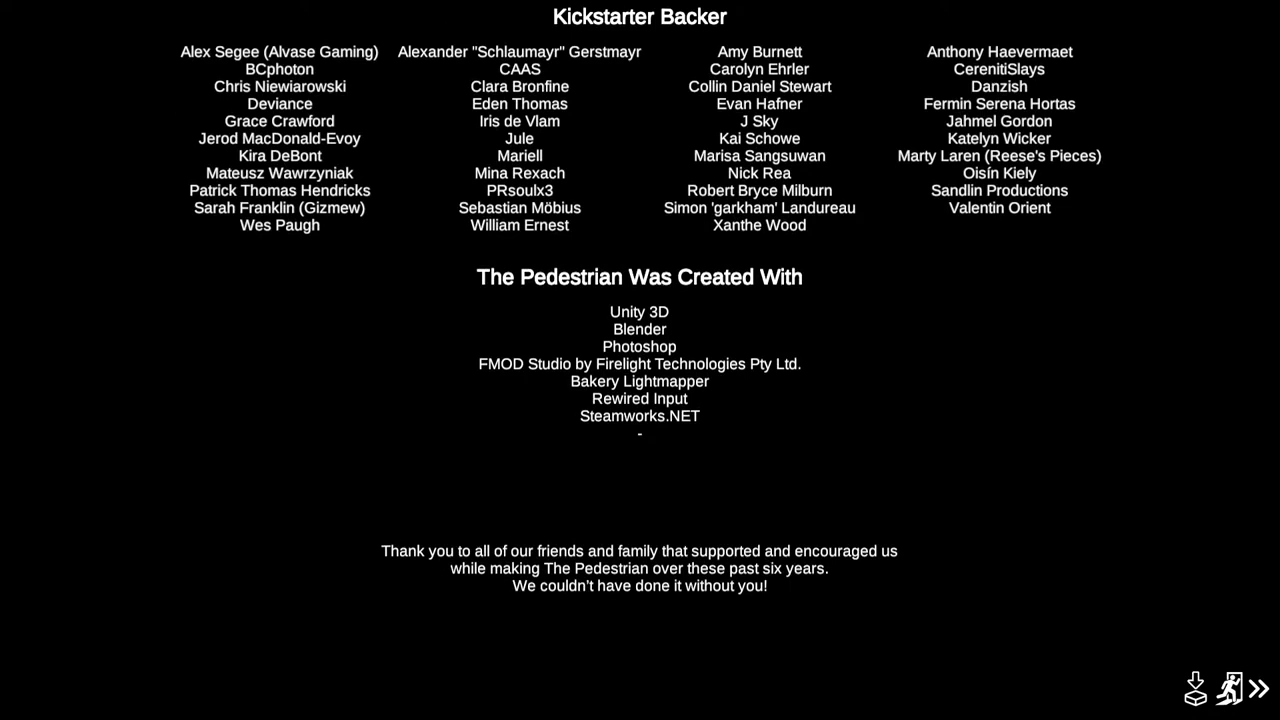 Kickstarter Backer
Alex Segee (Alvase Gaming) Alexander "Schlaumayr" Gerstmayr Amy Burnett Anthony Haevermaet
BCphoton CAAS Carolyn Ehrler CerenitiSlays
Chris Niewiarowski Clara Bronfine Collin Daniel Stewart Danzish
Deviance Eden Thomas Evan Hafner Fermin Serena Hortas
Grace Crawford Iris de Vlam J Sky Jahmel Gordon
Jerod MacDonald-Evoy Jule Kai Schowe Katelyn Wicker
Kira DeBont Mariell Marisa Sangsuwan Marty Laren (Reese's Pieces)
Mateusz Wawrzyniak Mina Rexach Nick Rea Oisín Kiely
Patrick Thomas Hendricks PRsoulx3 Robert Bryce Milburn Sandlin Productions
Sarah Franklin (Gizmew) Sebastian Möbius Simon 'garkham' Landureau Valentin Orient
Wes Paugh William Ernest Xanthe Wood
The Pedestrian Was Created With
Unity 3D
Blender
Photoshop
FMOD Studio by Firelight Technologies Pty Ltd.
Bakery Lightmapper
Rewired Input
Steamworks.NET
-
Thank you to all of our friends and family that supported and encouraged us
while making The Pedestrian over these past six years.
We couldn't have done it without you!